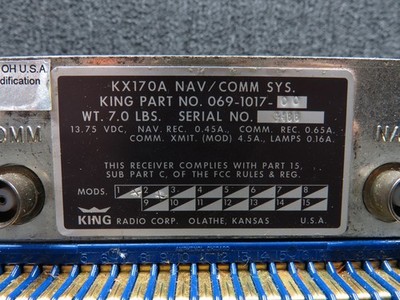 OH U.S.A.
dification
KX170A NAV/COMM SYS.
KING PART NO. 069-1017-00
WT. 7.0 LBS. SERIAL NO.
13.75 VDC, NAV. REC. 0.45A., COMM. REC. 0.65A.
COMM. XMIT. (MOD) 4.5A., LAMPS 0.16A.
OMM
NA
THIS RECEIVER COMPLIES WITH PART 15,
SUB PART C, OF THE FCC RULES & REG.
MODS. 1 2 3 4 5 6 7 8
9 10 11 12 13 14 15
KING RADIO CORP. OLATHE, KANSAS U.S.A.